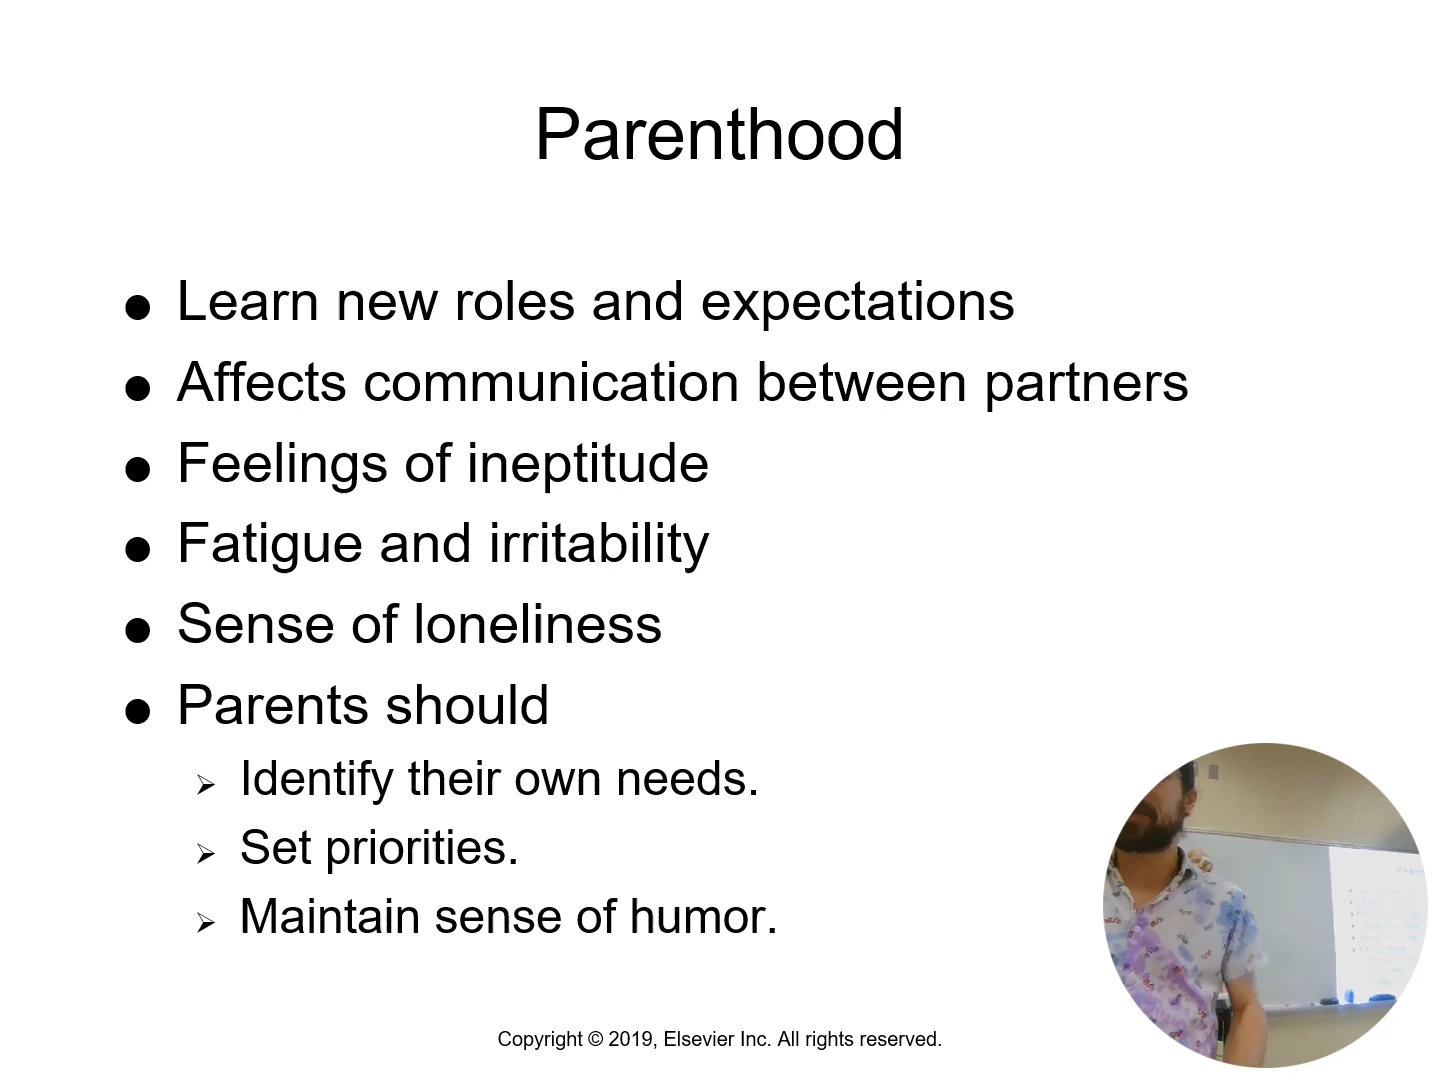 Parenthood
● Learn new roles and expectations
● Affects communication between partners
● Feelings of ineptitude
● Fatigue and irritability
● Sense of loneliness
● Parents should
➢ Identify their own needs.
➢ Set priorities.
➢ Maintain sense of humor.
Copyright © 2019, Elsevier Inc. All rights reserved.